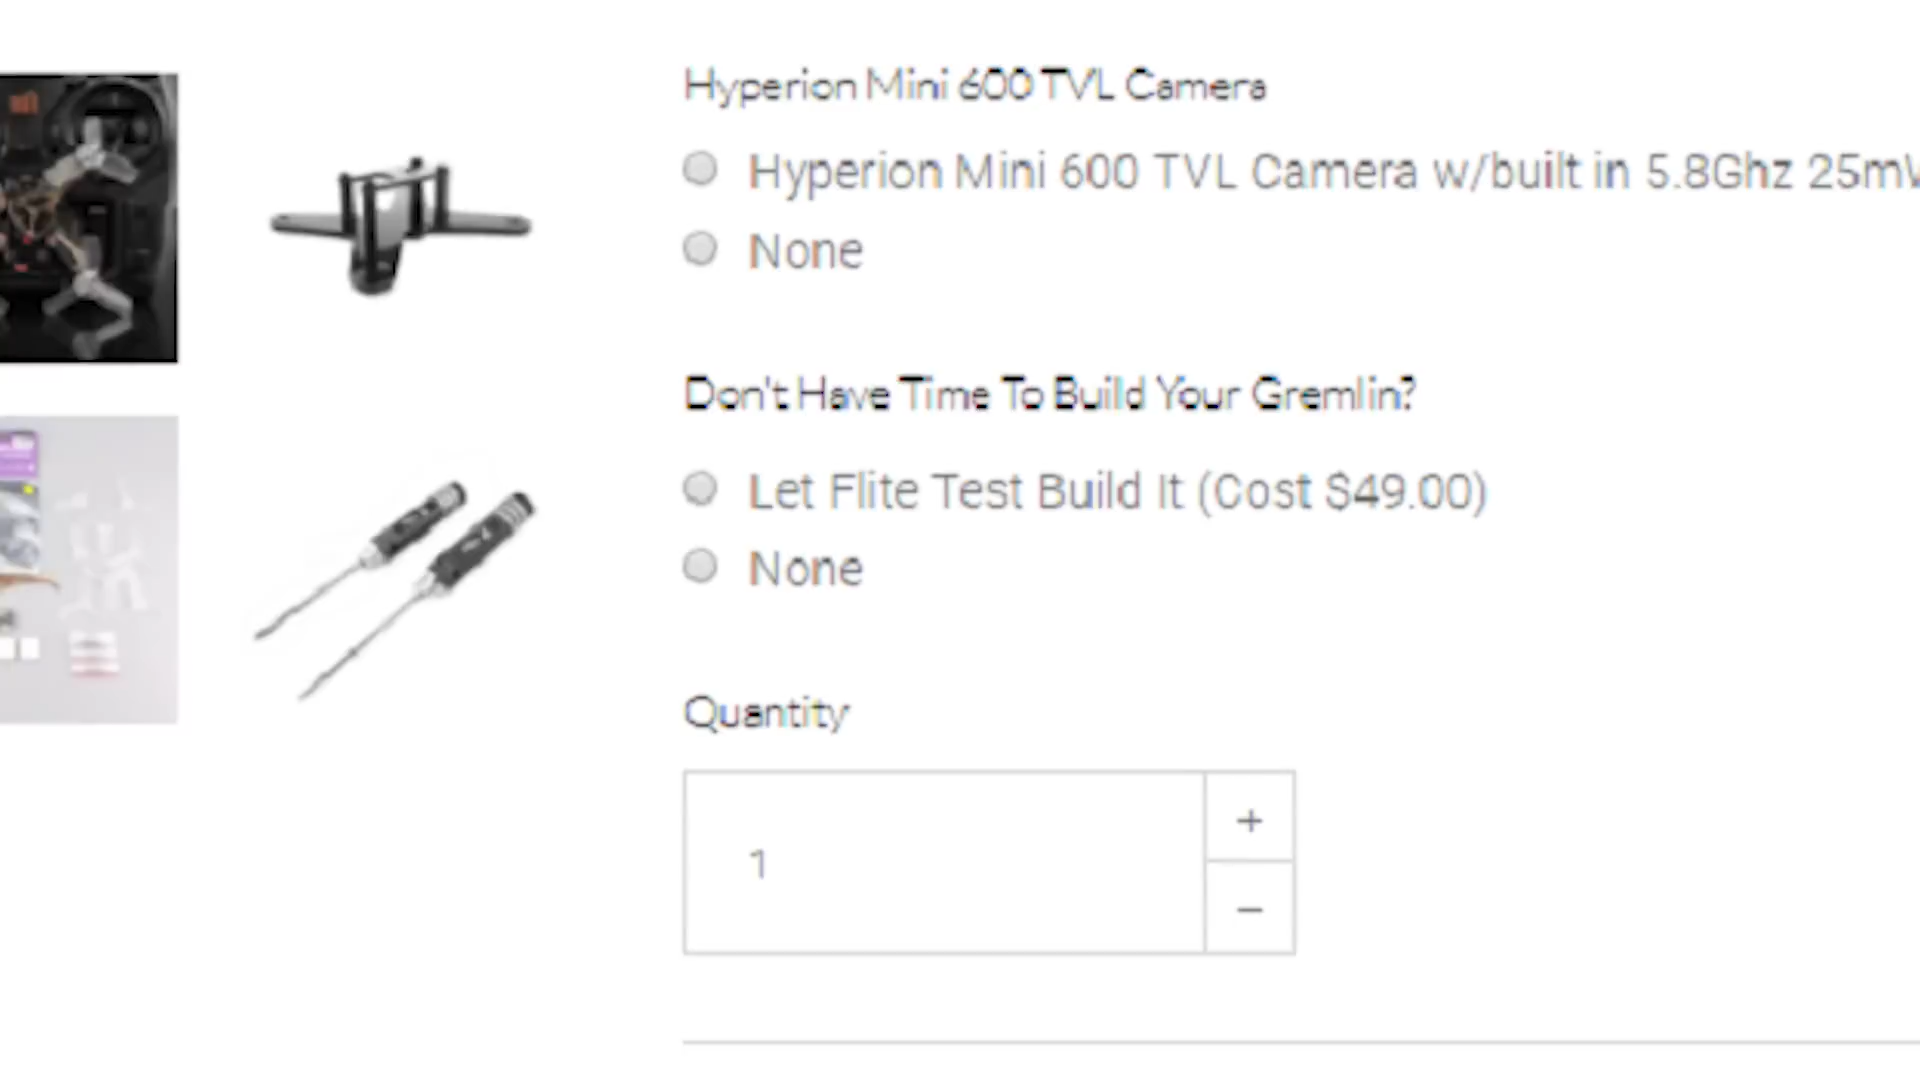 Hyperion Mini 600 TVL Camera
Hyperion Mini 600 TVL Camera w/built in 5.8Ghz 25mW
None
Don't Have Time To Build Your Gremlin?
Let Flite Test Build It (Cost $49.00)
None
Quantity
1
+
−